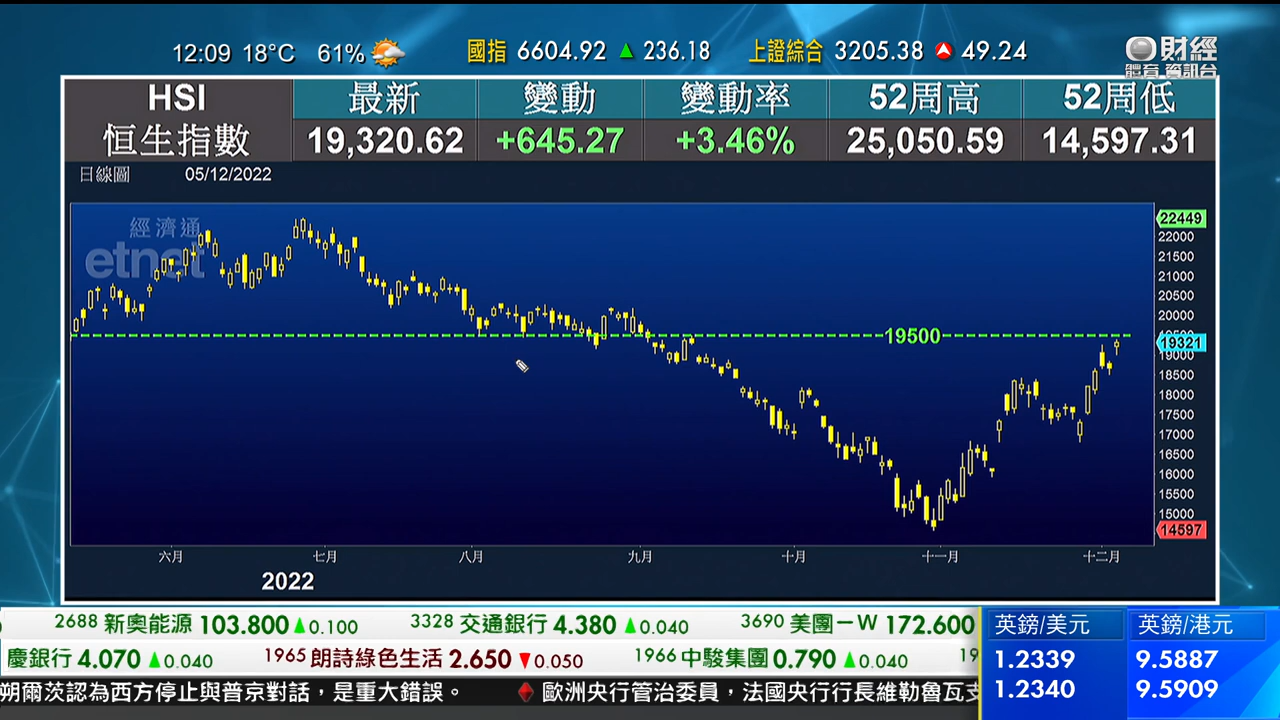 12:09 18°C 61% 國指 6604.92 ▲ 236.18 上證綜合 3205.38 49.24
財經
體育 資訊台
HSI 最新 變動 變動率 52周高 52周低
恒生指數 19,320.62 +645.27 +3.46% 25,050.59 14,597.31
日線圖 05/12/2022
經濟通
etnet
22449
22000
21500
21000
20500
20000
19500
19321
19000
18500
18000
17500
17000
16500
16000
15500
15000
14597
六月 七月 八月 九月 十月 十一月 十二月
2022
2688 新奧能源 103.800 ▲ 0.100 3328 交通銀行 4.380 ▲ 0.040 3690 美團－W 172.600
慶銀行 4.070 ▲ 0.040 1965 朗詩綠色生活 2.650 ▼ 0.050 1966 中駿集團 0.790 ▲ 0.040 19
朔爾茨認為西方停止與普京對話，是重大錯誤。 歐洲央行管治委員，法國央行行長維勒魯瓦支
英鎊/美元 英鎊/港元
1.2339 9.5887
1.2340 9.5909